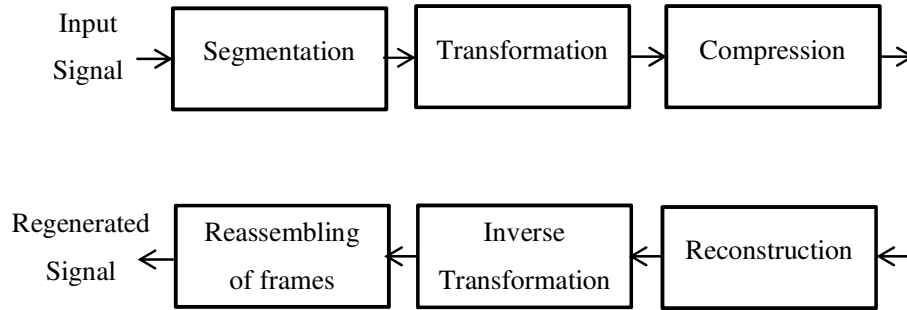 Input
Signal
Segmentation
Transformation
Compression
Regenerated
Signal
Reassembling
of frames
Inverse
Transformation
Reconstruction